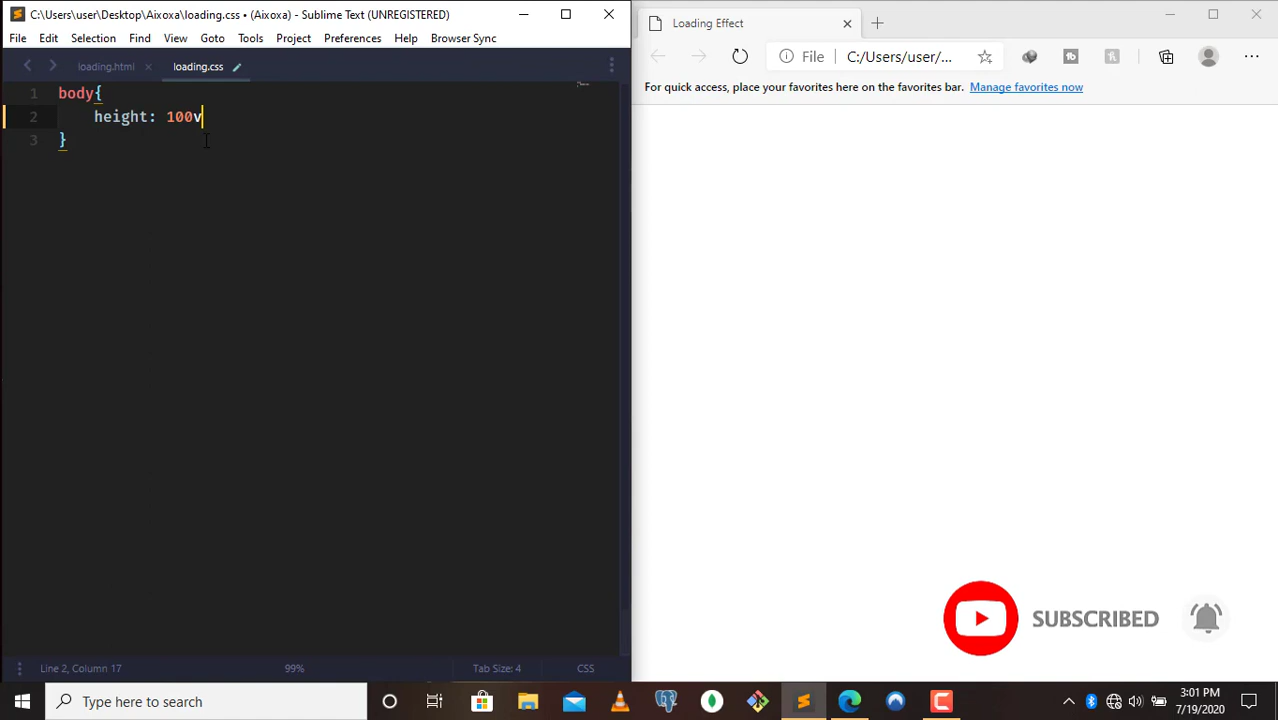 C:\Users\user\Desktop\Aixoxa\loading.css • (Aixoxa) - Sublime Text (UNREGISTERED)
File Edit Selection Find View Goto Tools Project Preferences Help Browser Sync
loading.html
loading.css
1 body{
2 height: 100v
3 }
Line 2, Column 17
99%
Tab Size: 4
CSS
Loading Effect
File
C:/Users/user/...
For quick access, place your favorites here on the favorites bar. Manage favorites now
SUBSCRIBED
Type here to search
3:01 PM
7/19/2020